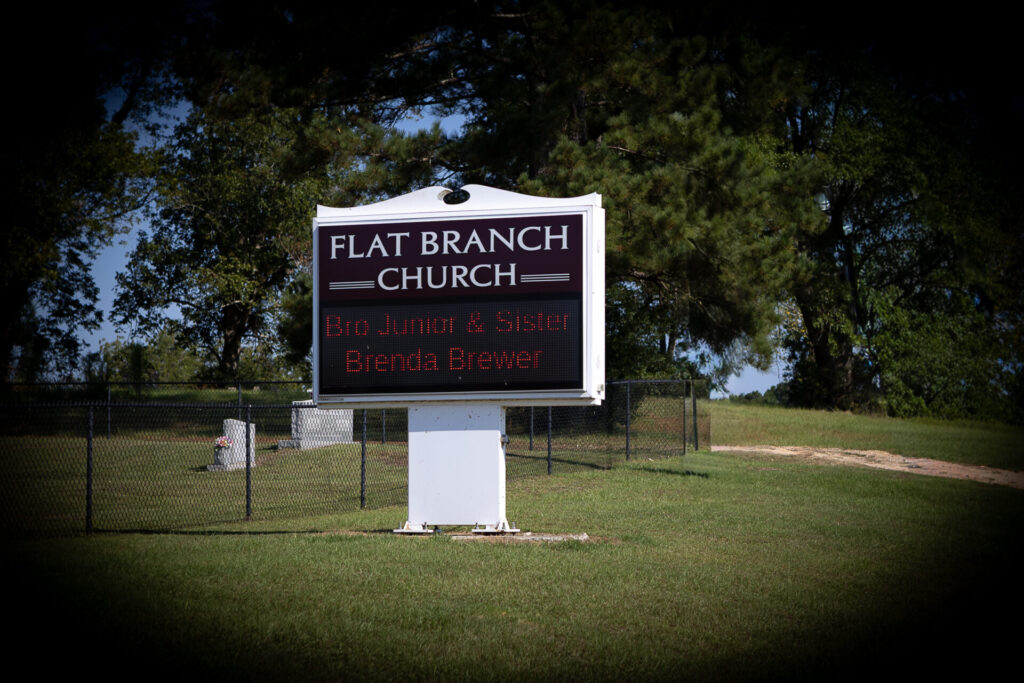 FLAT BRANCH
CHURCH
Bro Junior & Sister
Brenda Brewer